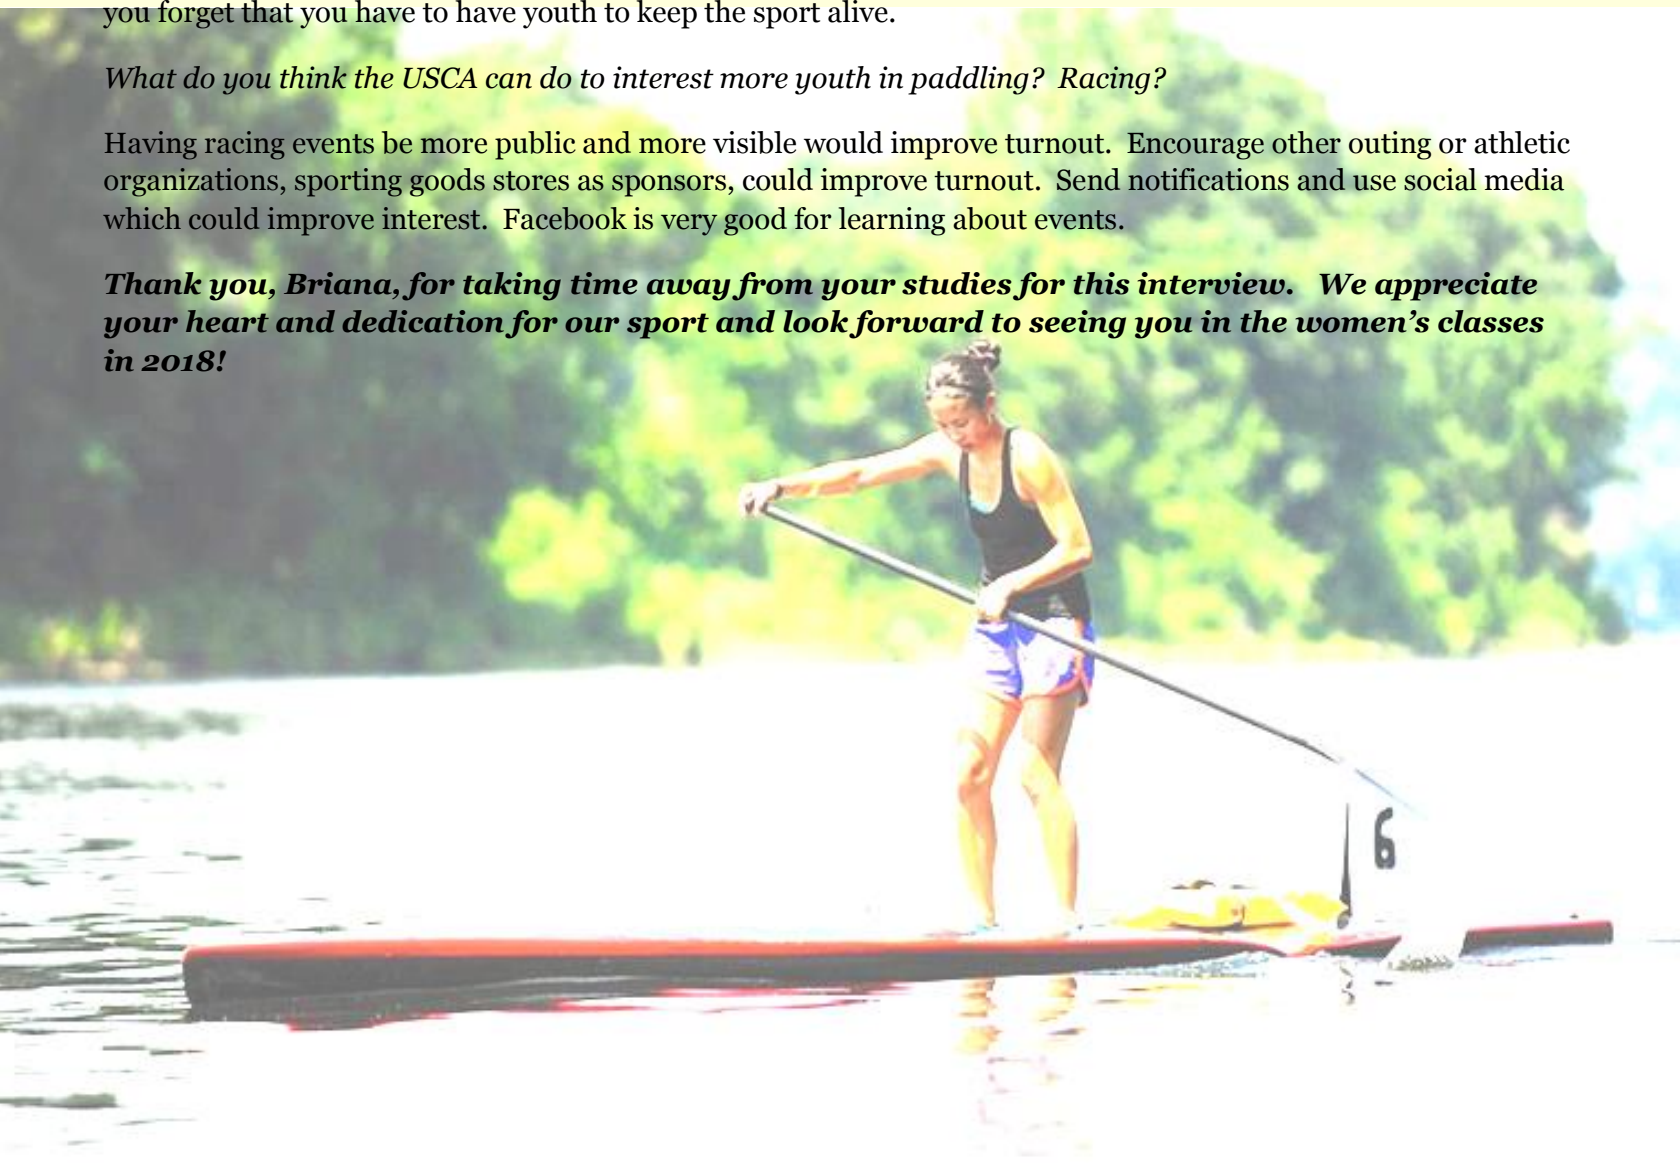 you forget that you have to have youth to keep the sport alive.
What do you think the USCA can do to interest more youth in paddling?  Racing?
Having racing events be more public and more visible would improve turnout.  Encourage other outing or athletic
organizations, sporting goods stores as sponsors, could improve turnout.  Send notifications and use social media
which could improve interest.  Facebook is very good for learning about events.
Thank you, Briana, for taking time away from your studies for this interview.   We appreciate
your heart and dedication for our sport and look forward to seeing you in the women’s classes
in 2018!
6